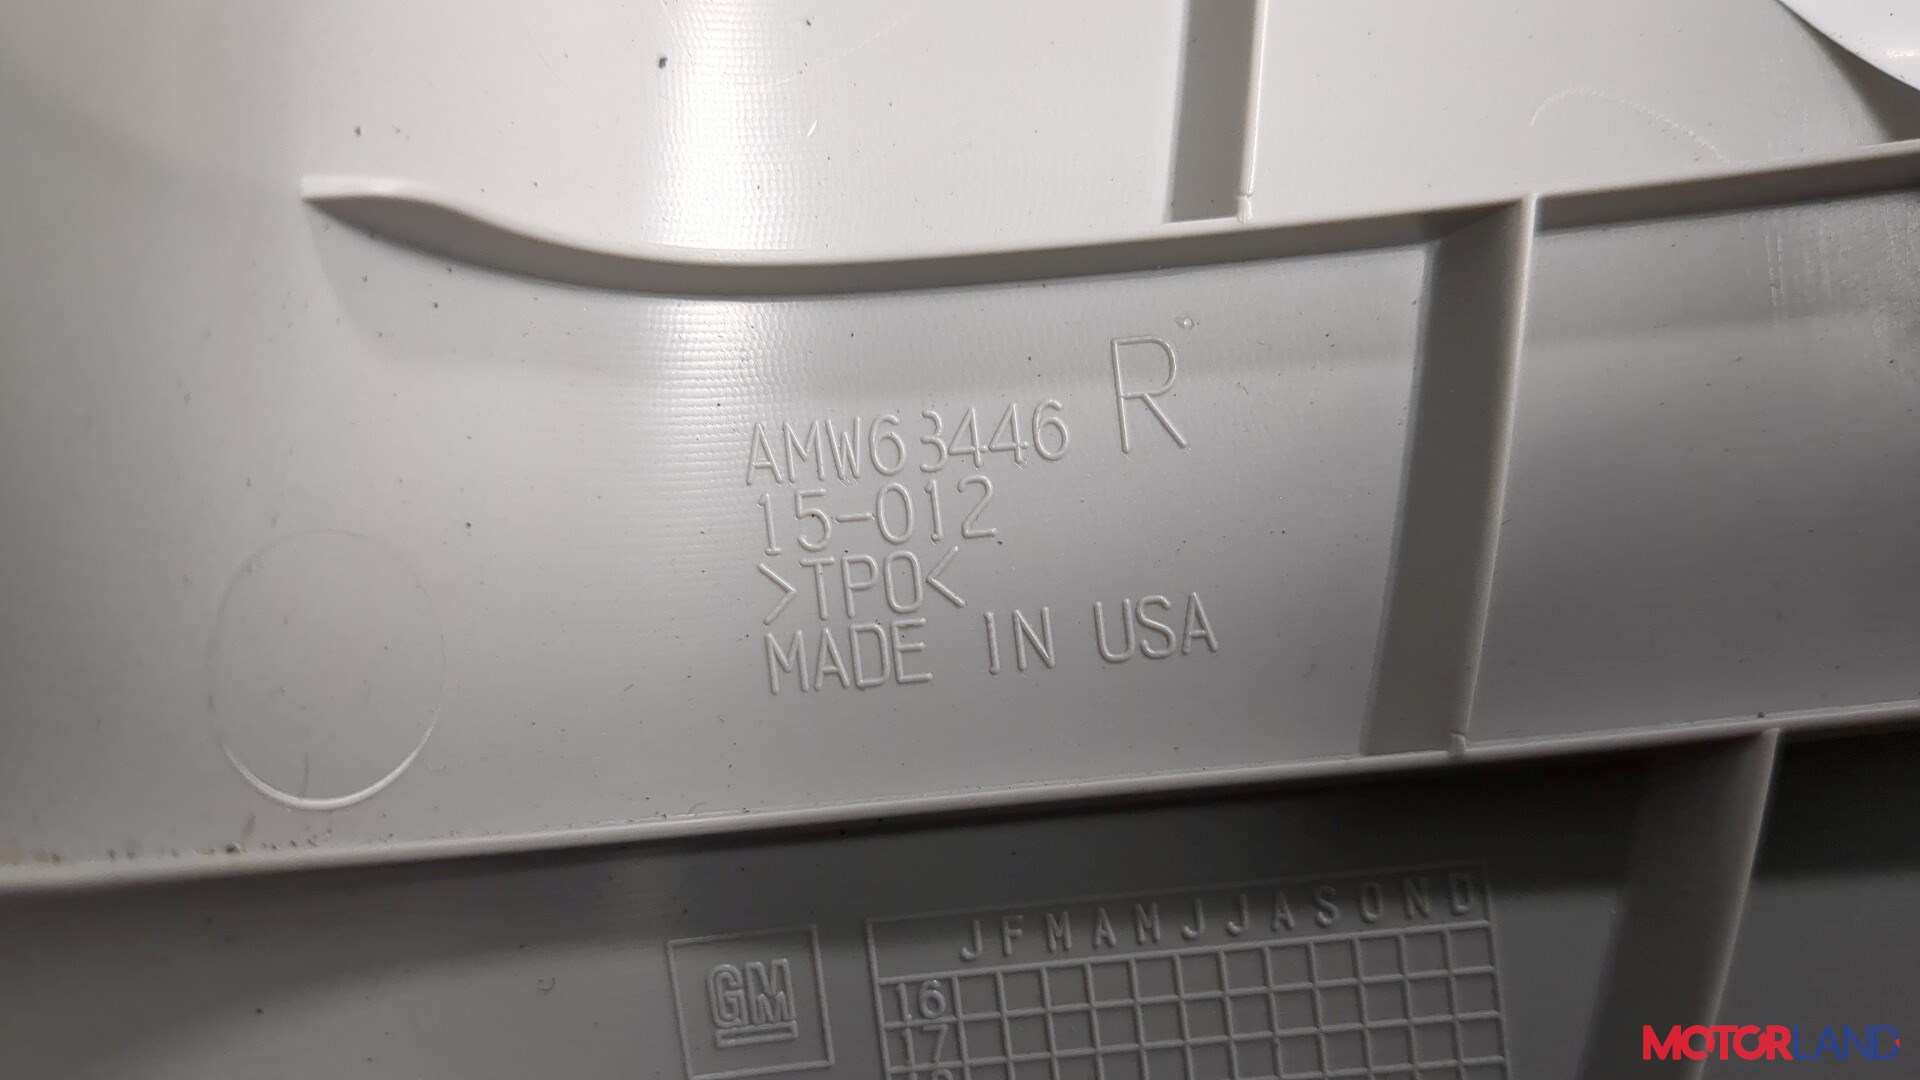 R
AMW63446
15-012
>TPO<
MADE IN USA
GM
JFMAMJJASOND
16
17
MOTORLAND